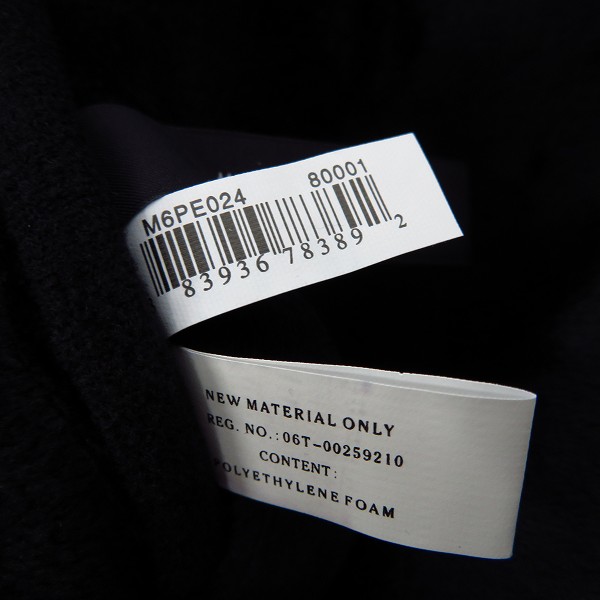 M6PE024 80001
83936 78389 2
NEW MATERIAL ONLY
REG. NO.:06T-00259210
CONTENT:
POLYETHYLENE FOAM